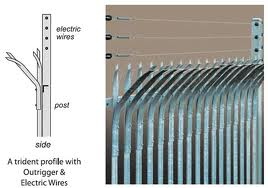 electric
wires
post
side
A trident profile with
Outrigger &
Electric Wires